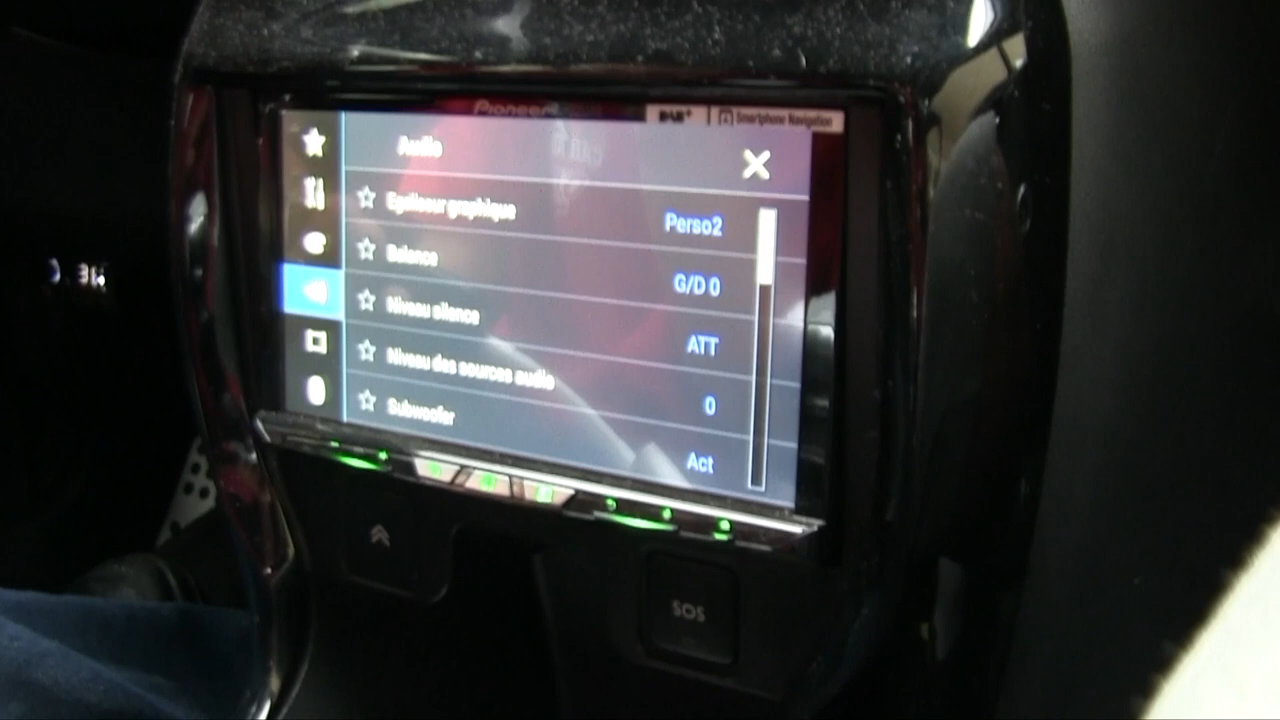 Pioneer
DAB+
Smartphone Navigation
Audio
Egaliseur graphique
Perso2
Balance
G/D 0
Niveau silence
ATT
Niveau des sources audio
0
Subwoofer
Act
SOS